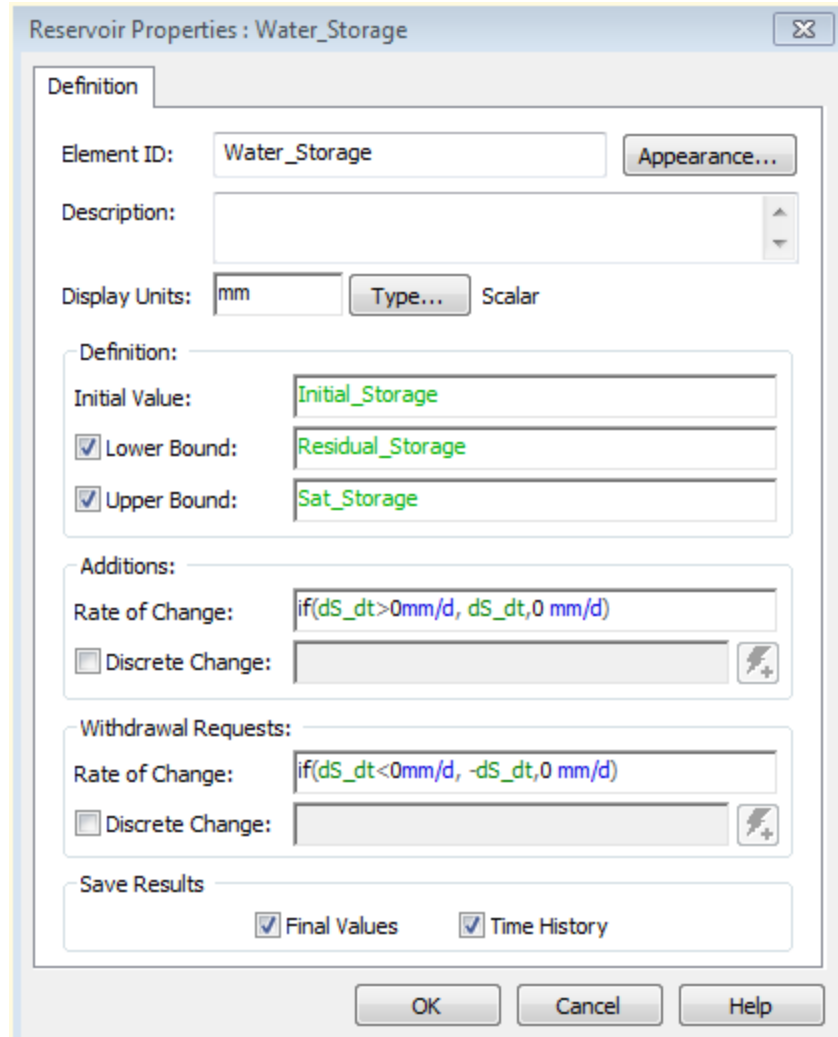 Reservoir Properties : Water_Storage
Definition
Element ID: Water_Storage Appearance...
Description:
Display Units: mm Type... Scalar
Definition:
Initial Value: Initial_Storage
Lower Bound: Residual_Storage
Upper Bound: Sat_Storage
Additions:
Rate of Change: if(dS_dt>0mm/d, dS_dt,0 mm/d)
Discrete Change:
Withdrawal Requests:
Rate of Change: if(dS_dt<0mm/d, -dS_dt,0 mm/d)
Discrete Change:
Save Results
Final Values Time History
OK Cancel Help